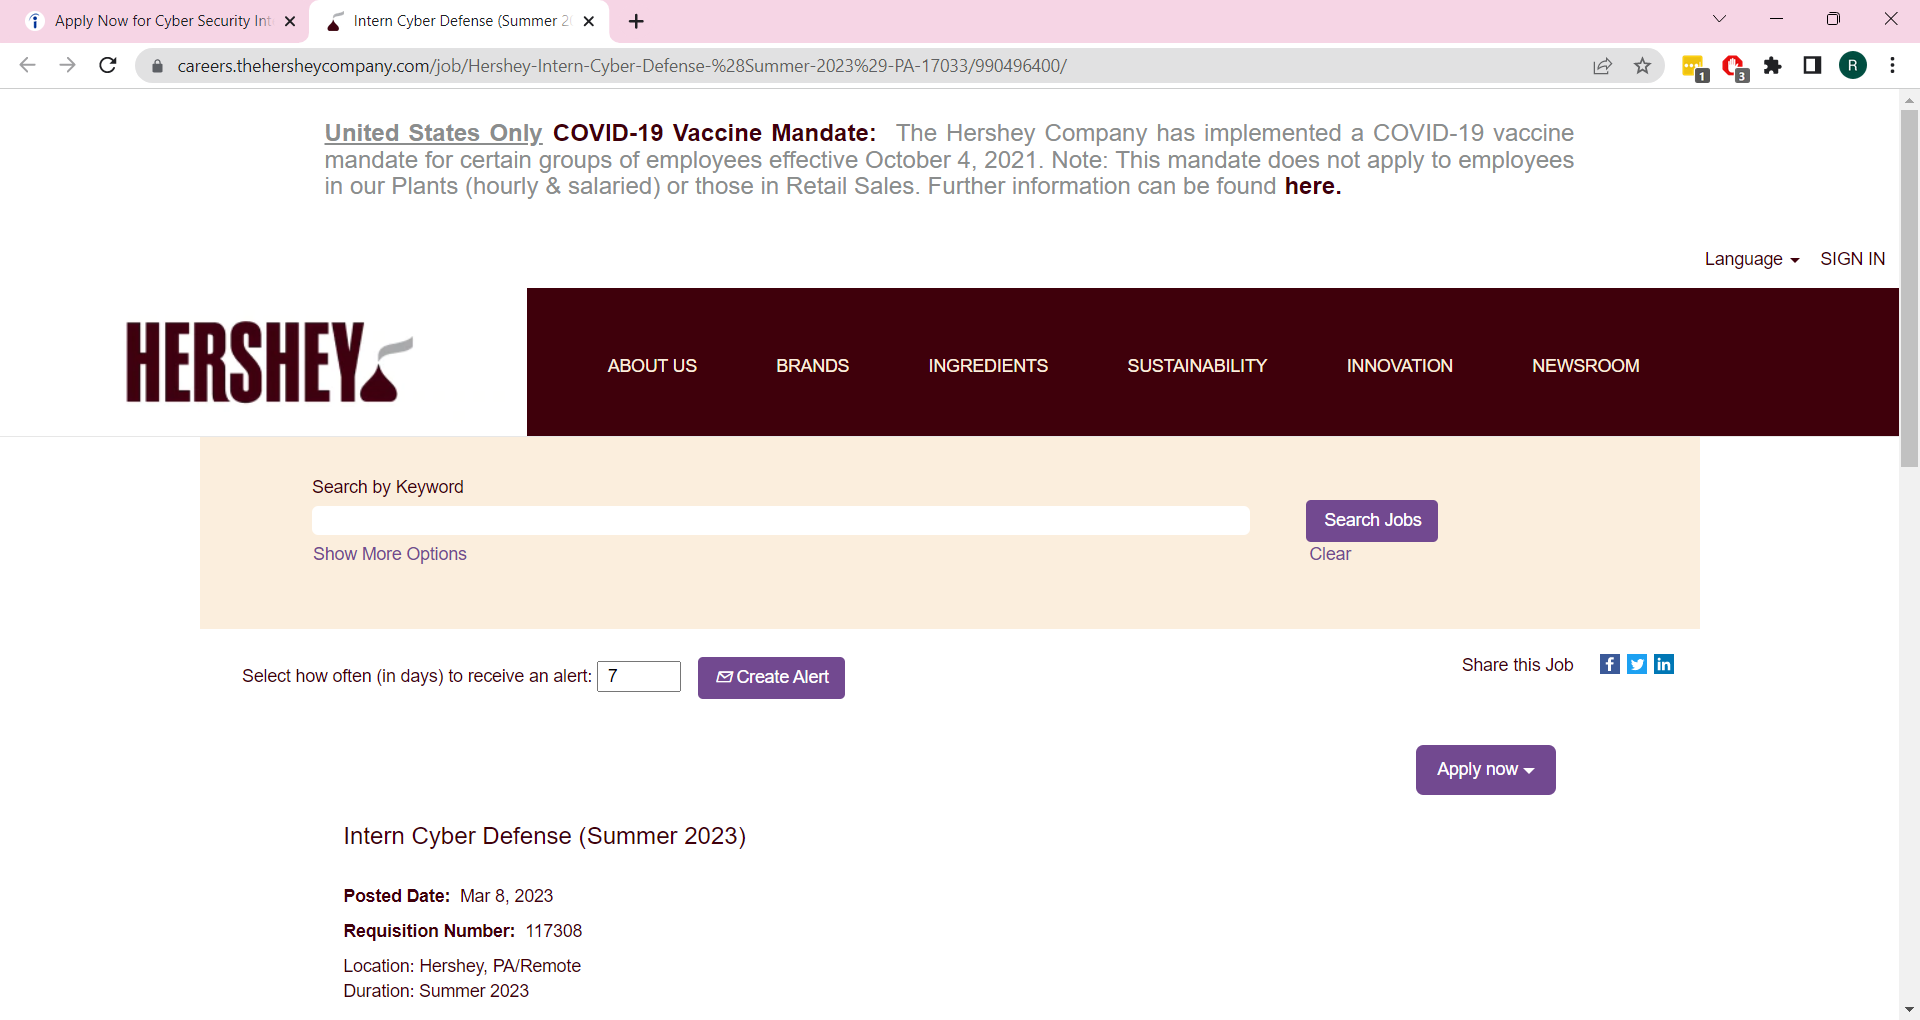 Apply Now for Cyber Security Int
Intern Cyber Defense (Summer 2
careers.thehersheycompany.com/job/Hershey-Intern-Cyber-Defense-%28Summer-2023%29-PA-17033/990496400/
1
3
R
United States Only COVID-19 Vaccine Mandate: The Hershey Company has implemented a COVID-19 vaccine
mandate for certain groups of employees effective October 4, 2021. Note: This mandate does not apply to employees
in our Plants (hourly & salaried) or those in Retail Sales. Further information can be found here.
Language SIGN IN
HERSHEY
ABOUT US BRANDS INGREDIENTS SUSTAINABILITY INNOVATION NEWSROOM
Search by Keyword
Search Jobs
Show More Options
Clear
Select how often (in days) to receive an alert: 7 Create Alert
Share this Job f in
Apply now
Intern Cyber Defense (Summer 2023)
Posted Date: Mar 8, 2023
Requisition Number: 117308
Location: Hershey, PA/Remote
Duration: Summer 2023